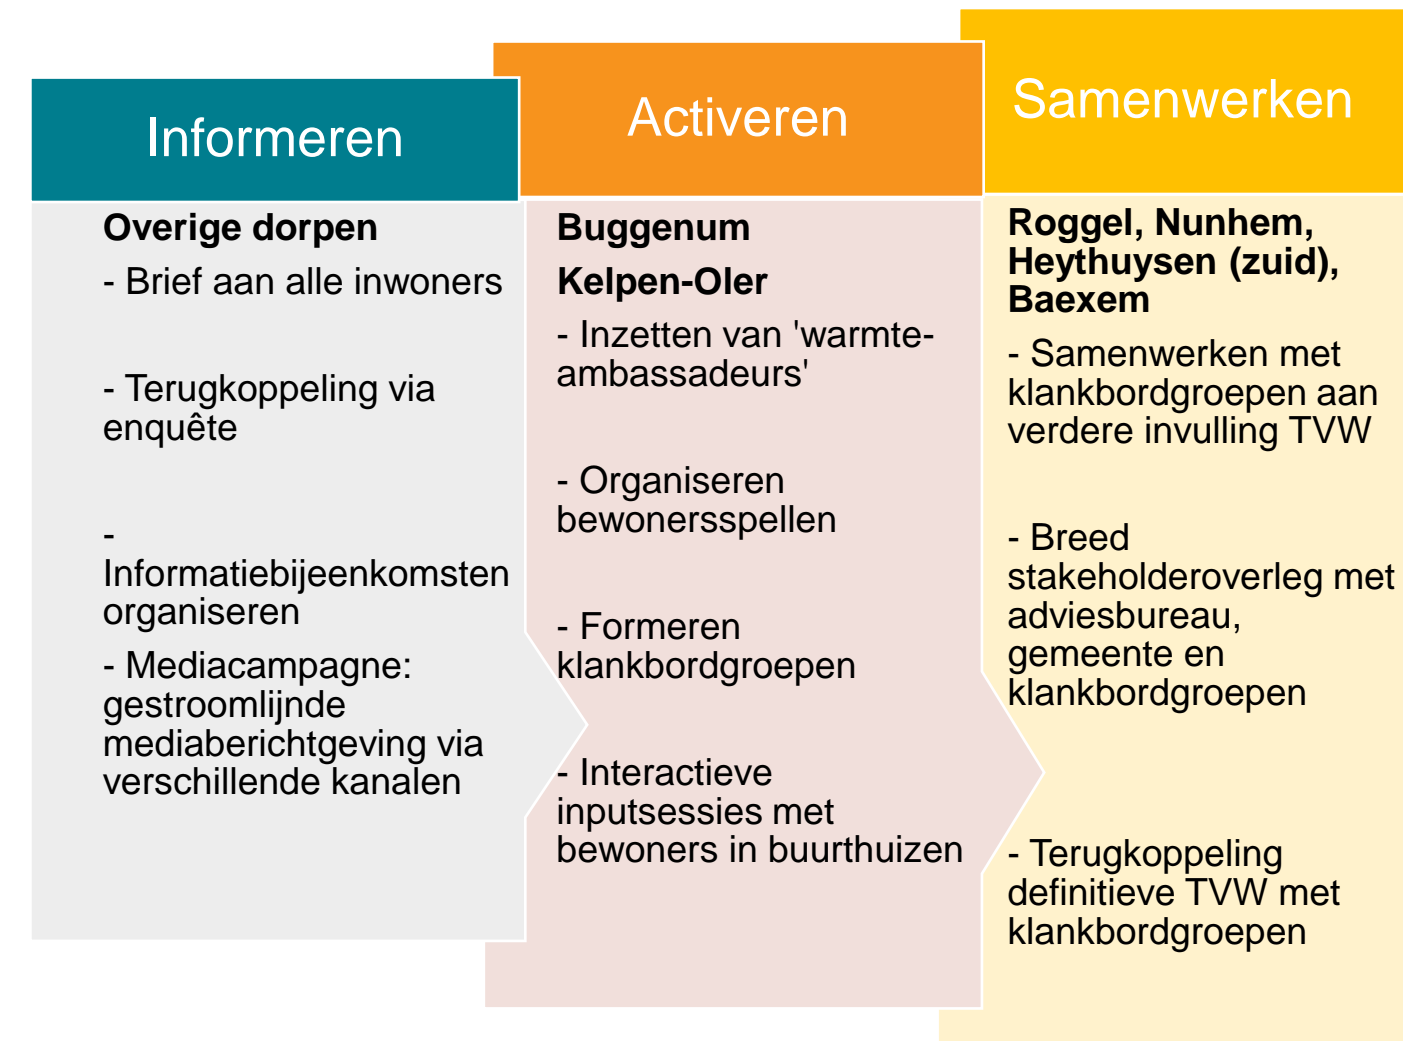 Informeren
Overige dorpen
- Brief aan alle inwoners
- Terugkoppeling via
enquête
-
Informatiebijeenkomsten
organiseren
- Mediacampagne:
gestroomlijnde
mediaberichtgeving via
verschillende kanalen
Activeren
Buggenum
Kelpen-Oler
- Inzetten van 'warmte-
ambassadeurs'
- Organiseren
bewonersspellen
- Formeren
klankbordgroepen
- Interactieve
inputsessies met
bewoners in buurthuizen
Samenwerken
Roggel, Nunhem,
Heythuysen (zuid),
Baexem
- Samenwerken met
klankbordgroepen aan
verdere invulling TVW
- Breed
stakeholderoverleg met
adviesbureau,
gemeente en
klankbordgroepen
- Terugkoppeling
definitieve TVW met
klankbordgroepen